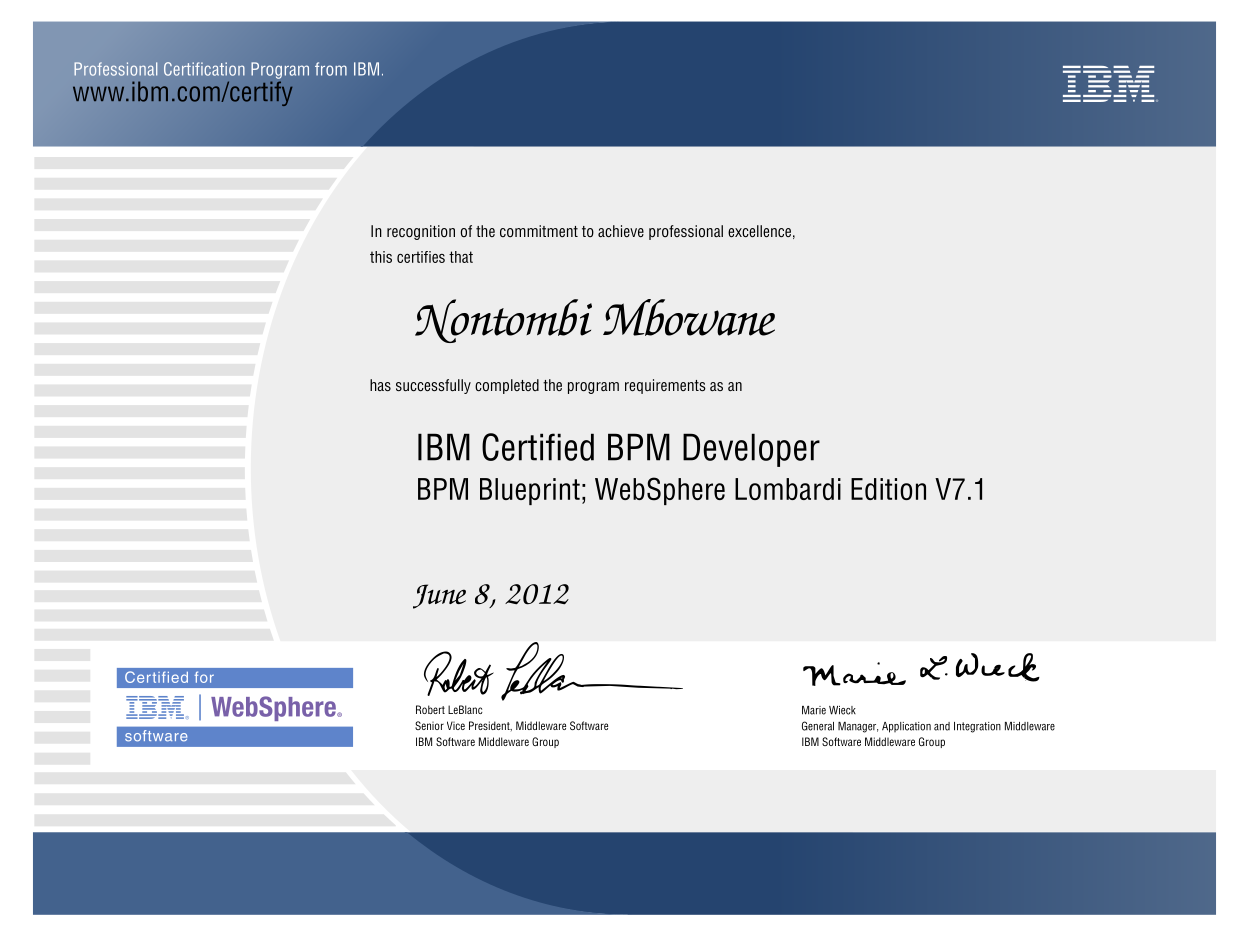 Professional Certification Program from IBM.
www.ibm.com/certify
IBM
In recognition of the commitment to achieve professional excellence,
this certifies that
Nontombi Mbowane
has successfully completed the program requirements as an
IBM Certified BPM Developer
BPM Blueprint; WebSphere Lombardi Edition V7.1
June 8, 2012
Certified for
IBM | WebSphere®
software
Robert LeBlanc
Robert LeBlanc
Senior Vice President, Middleware Software
IBM Software Middleware Group
Marie L. Wieck
Marie Wieck
General Manager, Application and Integration Middleware
IBM Software Middleware Group